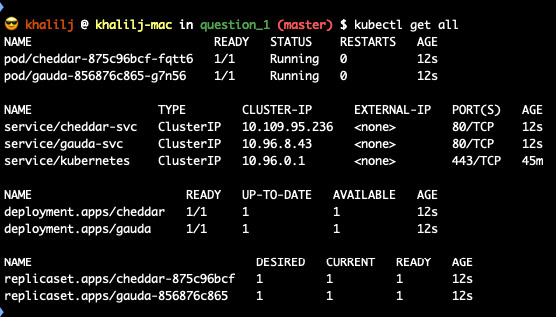 😎 khalilj @ khalilj-mac in question_1 (master) $ kubectl get all
NAME                          READY   STATUS    RESTARTS   AGE
pod/cheddar-875c96bcf-fqtt6   1/1     Running   0          12s
pod/gauda-856876c865-g7n56    1/1     Running   0          12s

NAME                  TYPE        CLUSTER-IP      EXTERNAL-IP   PORT(S)   AGE
service/cheddar-svc   ClusterIP   10.109.95.236   <none>        80/TCP    12s
service/gauda-svc     ClusterIP   10.96.8.43      <none>        80/TCP    12s
service/kubernetes    ClusterIP   10.96.0.1       <none>        443/TCP   45m

NAME                      READY   UP-TO-DATE   AVAILABLE   AGE
deployment.apps/cheddar   1/1     1            1           12s
deployment.apps/gauda     1/1     1            1           12s

NAME                                DESIRED   CURRENT   READY   AGE
replicaset.apps/cheddar-875c96bcf   1         1         1       12s
replicaset.apps/gauda-856876c865    1         1         1       12s